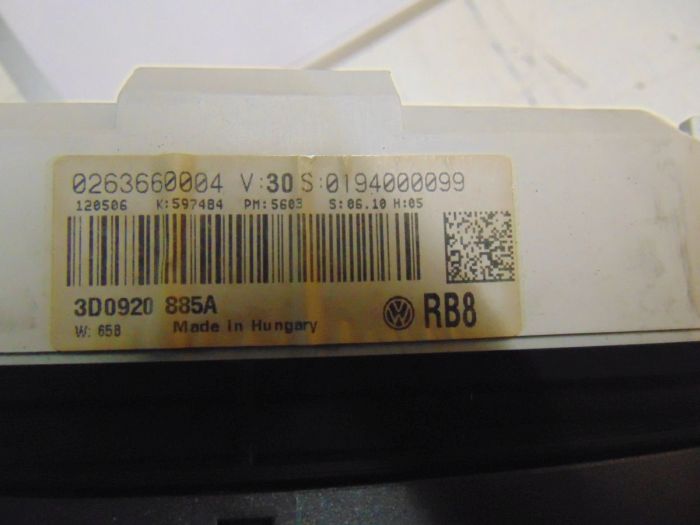 0263660004 V:30 S:0194000099
120506 K:597484 PM:5603 S:06.10 H:05
3D0920 885A RB8
W: 658 Made in Hungary